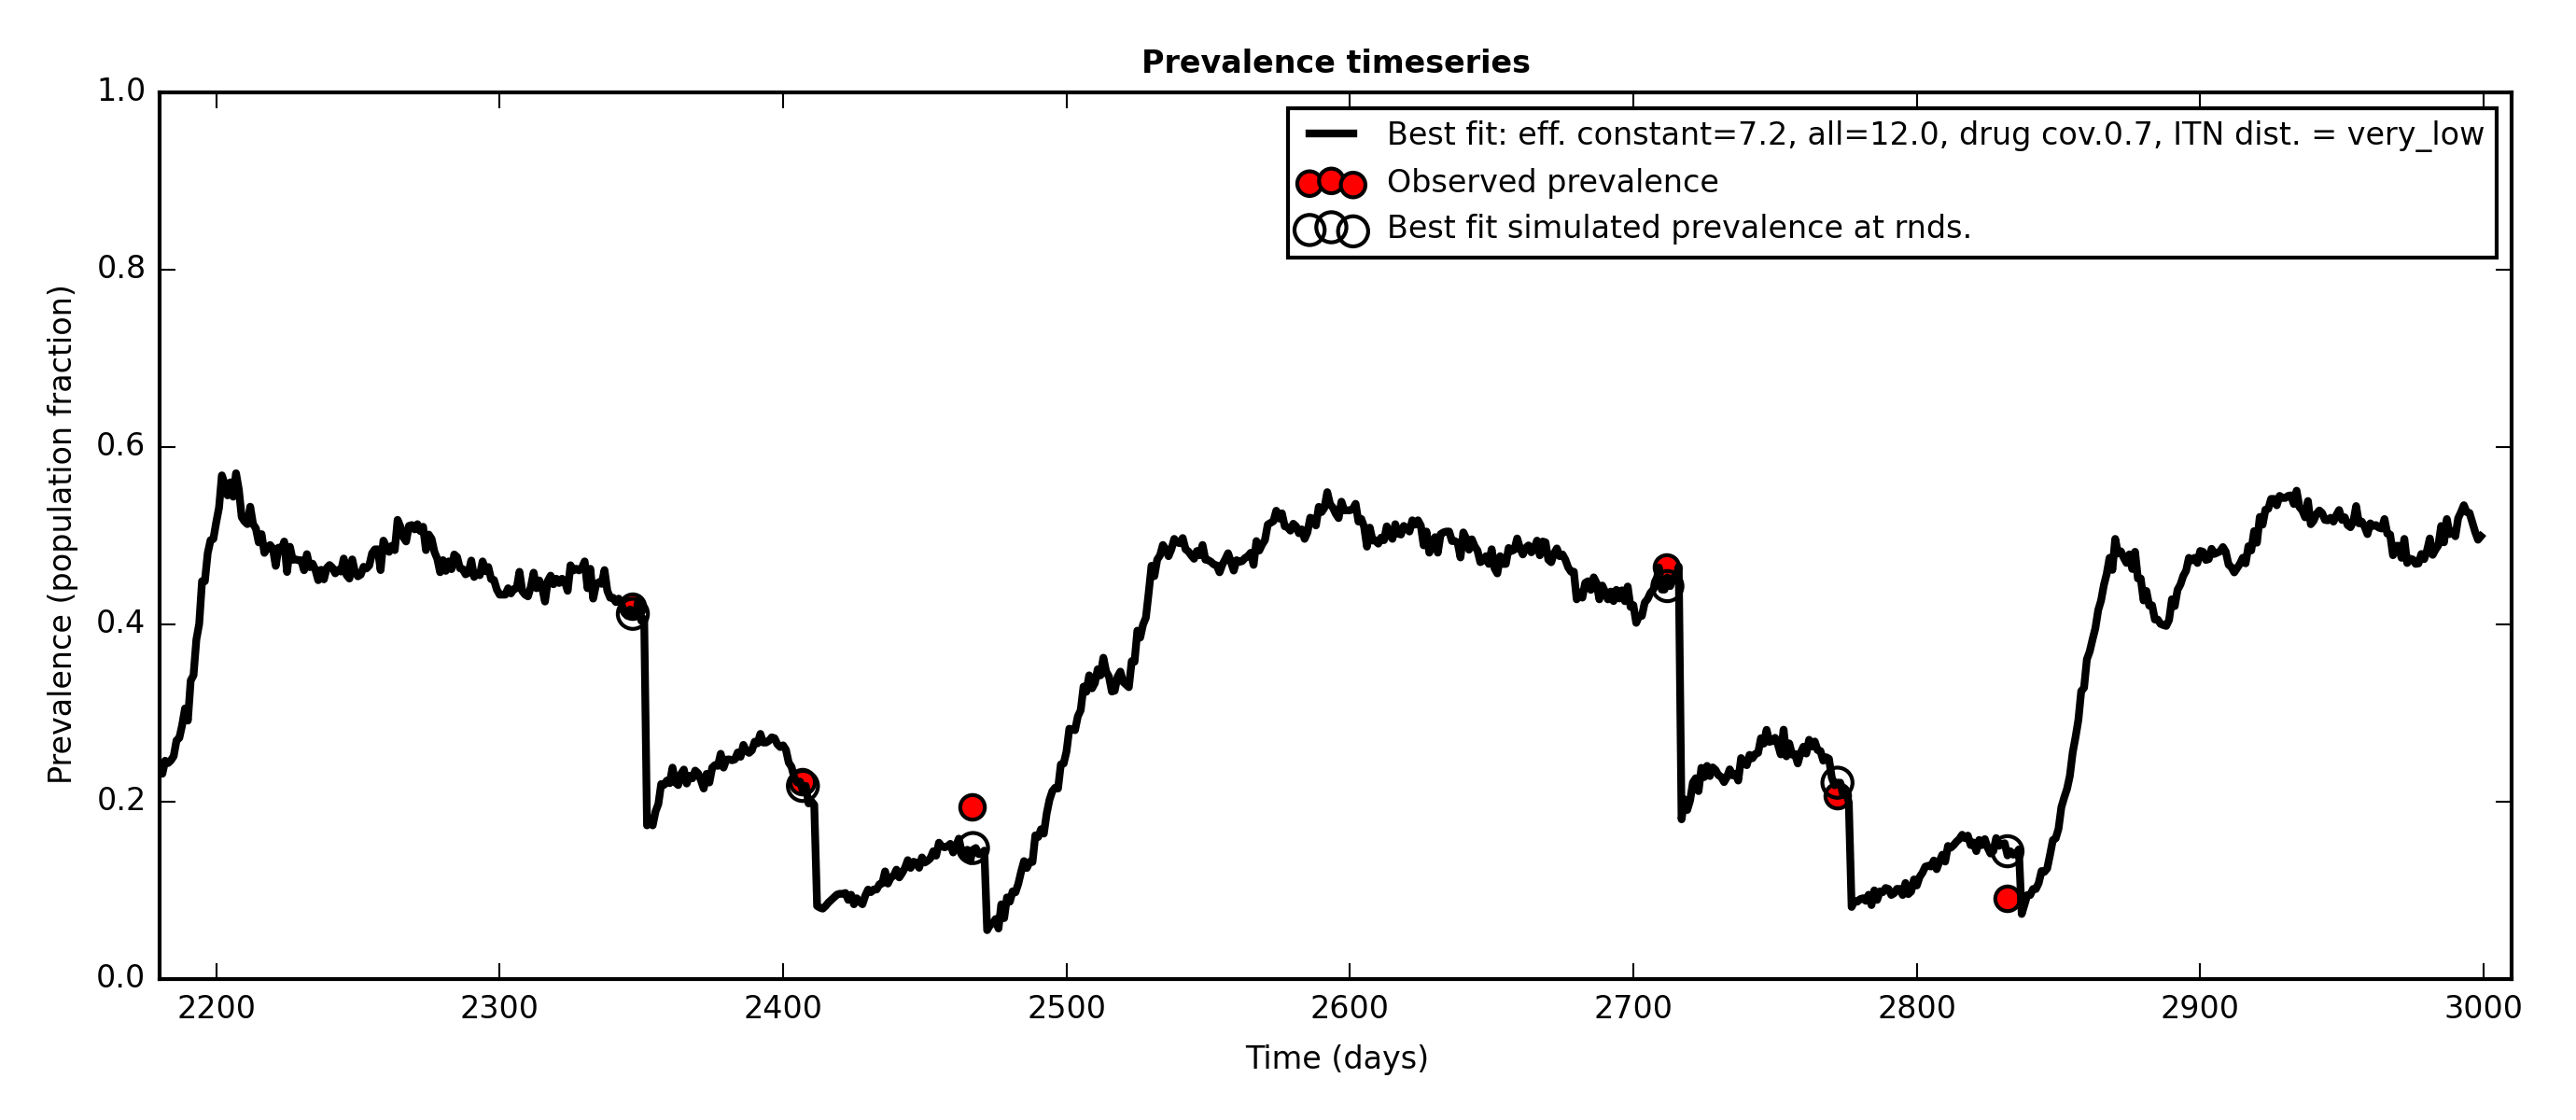 Prevalence timeseries
1.0
0.8
0.6
0.4
0.2
0.0
Prevalence (population fraction)
Best fit: eff. constant=7.2, all=12.0, drug cov.0.7, ITN dist. = very_low
Observed prevalence
Best fit simulated prevalence at rnds.
2200 2300 2400 2500 2600 2700 2800 2900 3000
Time (days)